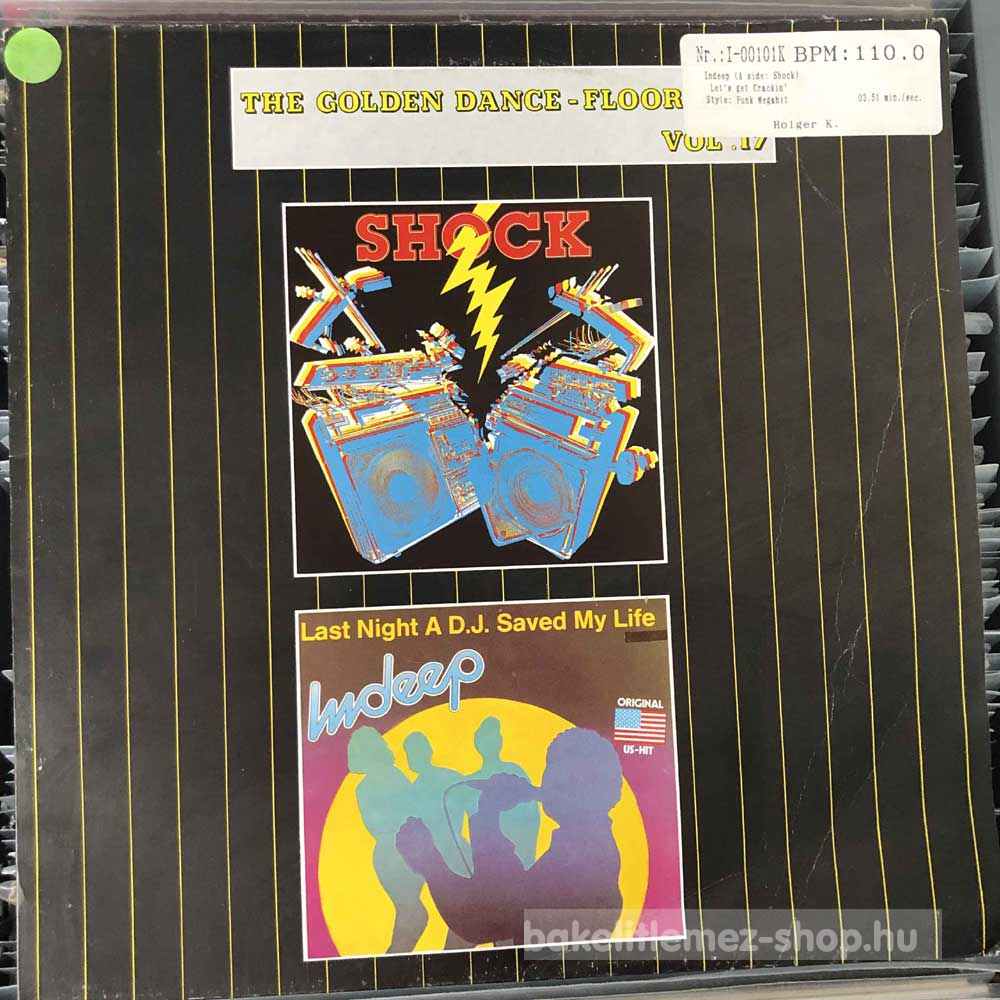 THE GOLDEN DANCE-FLOOR
VOL.17
Nr.:I-00101K BPM:110.0
Indeep (A side: Shock)
Let's get Crackin'
Style: Funk Megahit 03.51 min./sec.
Holger K.
SHOCK
Last Night A D.J. Saved My Life
Indeep
ORIGINAL
US-HIT
bakelitlemez-shop.hu